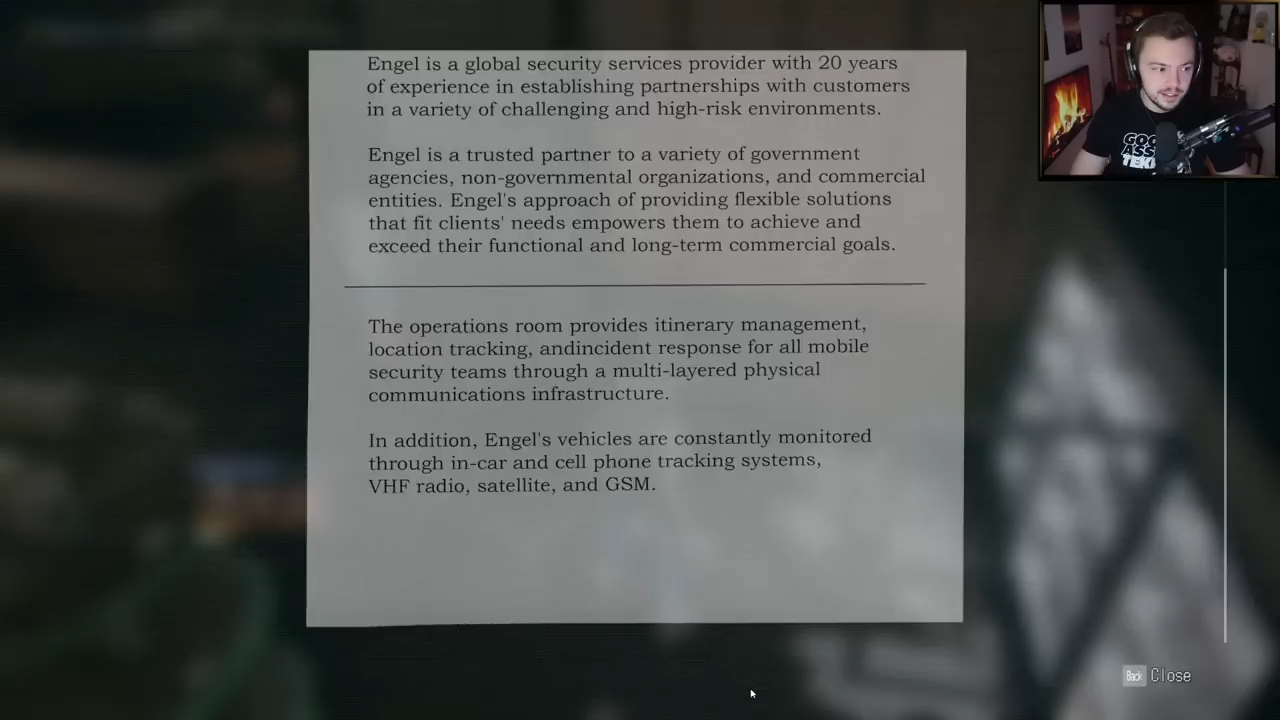 Engel is a global security services provider with 20 years
of experience in establishing partnerships with customers
in a variety of challenging and high-risk environments.
Engel is a trusted partner to a variety of government
agencies, non-governmental organizations, and commercial
entities. Engel's approach of providing flexible solutions
that fit clients' needs empowers them to achieve and
exceed their functional and long-term commercial goals.
The operations room provides itinerary management,
location tracking, andincident response for all mobile
security teams through a multi-layered physical
communications infrastructure.
In addition, Engel's vehicles are constantly monitored
through in-car and cell phone tracking systems,
VHF radio, satellite, and GSM.
Back Close